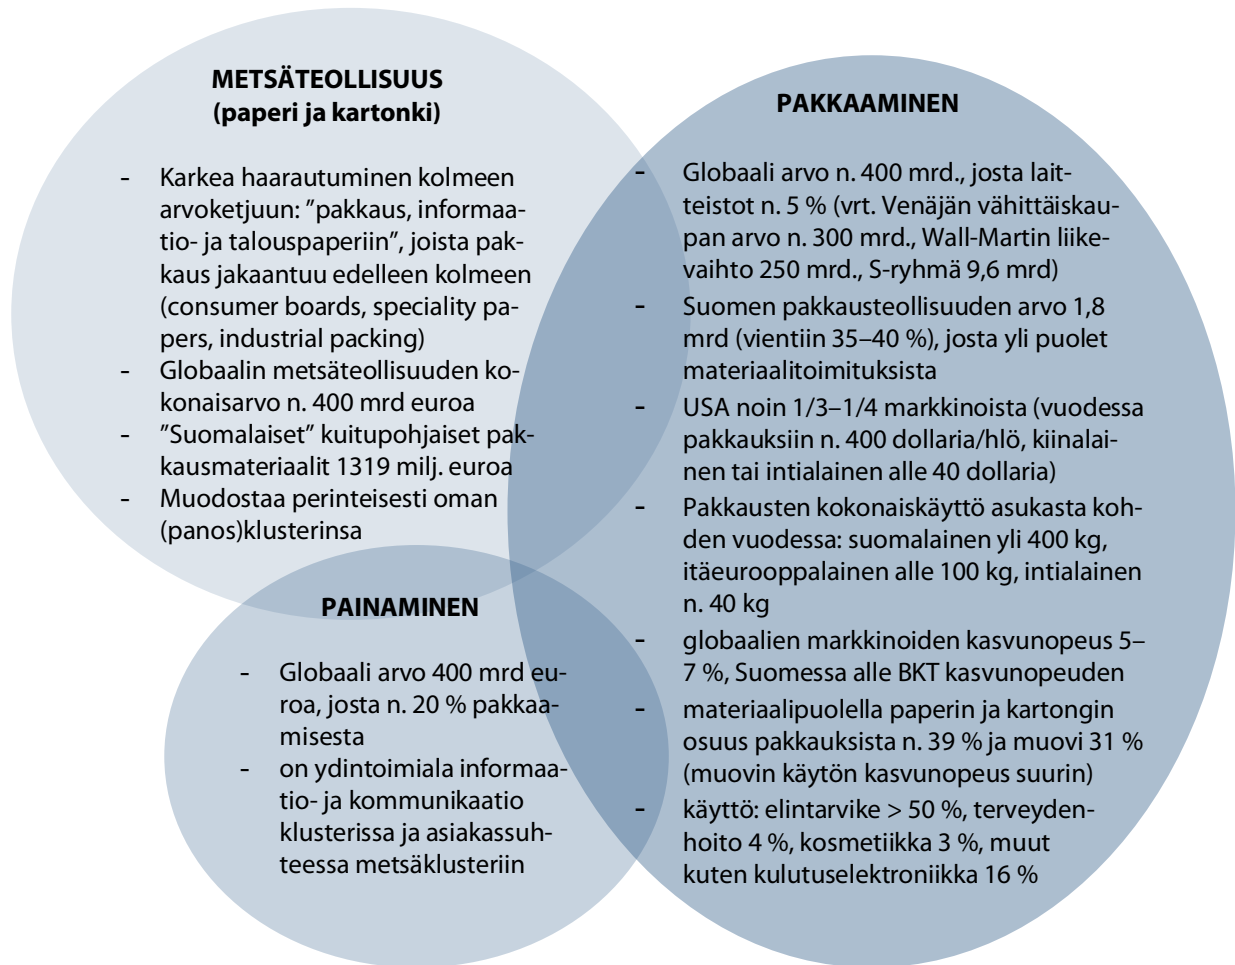 METSÄTEOLLISUUS
(paperi ja kartonki)
- Karkea haarautuminen kolmeen
arvoketjuun: ”pakkaus, informaa-
tio- ja talouspaperiin”, joista pak-
kaus jakaantuu edelleen kolmeen
(consumer boards, speciality pa-
pers, industrial packing)
- Globaalin metsäteollisuuden ko-
konaisarvo n. 400 mrd euroa
- ”Suomalaiset” kuitupohjaiset pak-
kausmateriaalit 1319 milj. euroa
- Muodostaa perinteisesti oman
(panos)klusterinsa
PAKKAAMINEN
- Globaali arvo n. 400 mrd., josta lait-
teistot n. 5 % (vrt. Venäjän vähittäiskau-
pan arvo n. 300 mrd., Wall-Martin liike-
vaihto 250 mrd., S-ryhmä 9,6 mrd)
- Suomen pakkausteollisuuden arvo 1,8
mrd (vientiin 35–40 %), josta yli puolet
materiaalitoimituksista
- USA noin 1/3–1/4 markkinoista (vuodessa
pakkauksiin n. 400 dollaria/hlö, kiinalai-
nen tai intialainen alle 40 dollaria)
- Pakkausten kokonaiskäyttö asukasta koh-
den vuodessa: suomalainen yli 400 kg,
itäeurooppalainen alle 100 kg, intialainen
n. 40 kg
- globaalien markkinoiden kasvunopeus 5–
7 %, Suomessa alle BKT kasvunopeuden
- materiaalipuolella paperin ja kartongin
osuus pakkauksista n. 39 % ja muovi 31 %
(muovin käytön kasvunopeus suurin)
- käyttö: elintarvike > 50 %, terveyden-
hoito 4 %, kosmetiikka 3 %, muut
kuten kulutuselektroniikka 16 %
PAINAMINEN
- Globaali arvo 400 mrd eu-
roa, josta n. 20 % pakkaa-
misesta
- on ydintoimiala informaa-
tio- ja kommunikaatio
klusterissa ja asiakassuh-
teessa metsäklusteriin